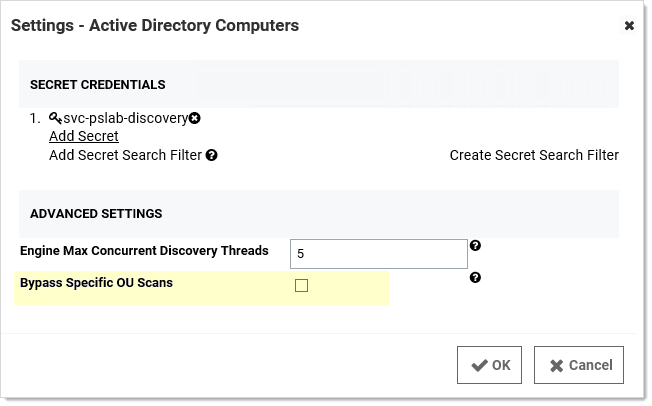 Settings - Active Directory Computers
SECRET CREDENTIALS
1. svc-pslab-discovery
Add Secret
Add Secret Search Filter Create Secret Search Filter
ADVANCED SETTINGS
Engine Max Concurrent Discovery Threads 5
Bypass Specific OU Scans
OK Cancel